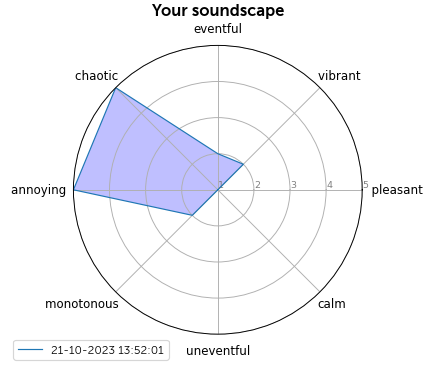 Your soundscape
eventful
chaotic
vibrant
annoying
1
2
3
4
5
pleasant
monotonous
calm
uneventful
21-10-2023 13:52:01